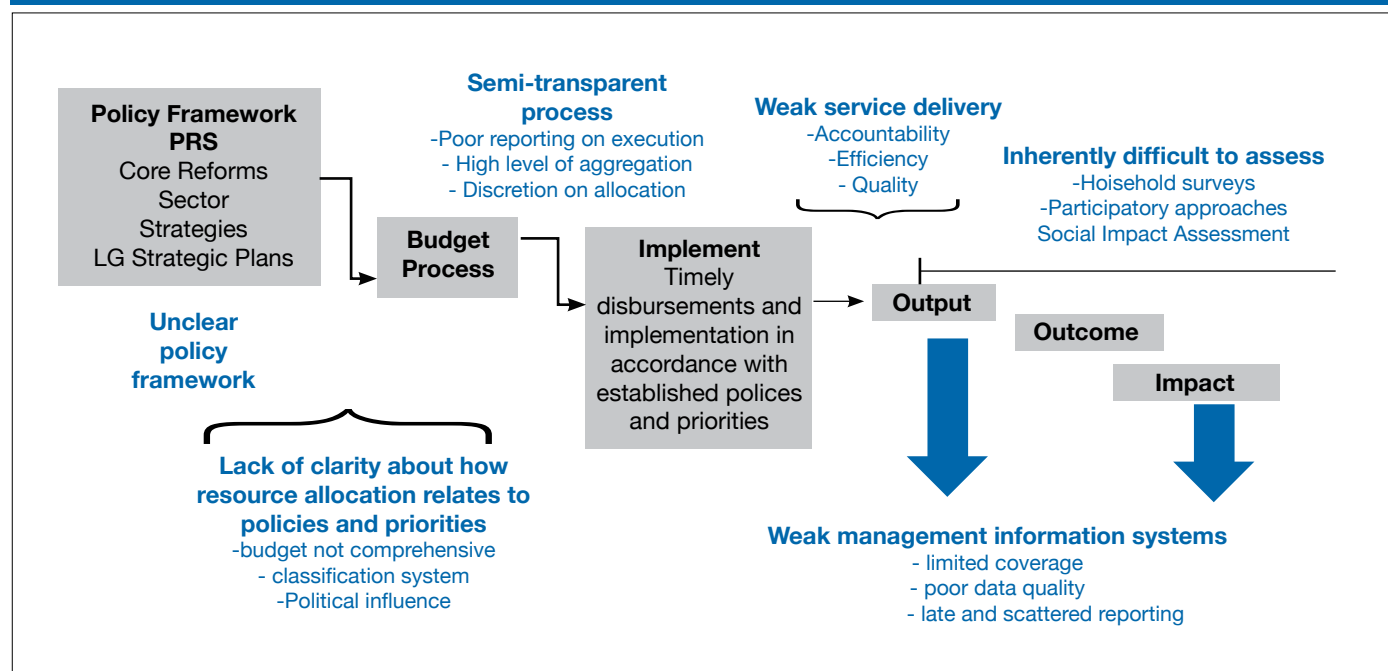 Policy Framework
PRS
Core Reforms
Sector
Strategies
LG Strategic Plans
Semi-transparent
process
-Poor reporting on execution
- High level of aggregation
- Discretion on allocation
Weak service delivery
-Accountability
-Efficiency
- Quality
Inherently difficult to assess
-Hoisehold surveys
-Participatory approaches
Social Impact Assessment
Budget
Process
Implement
Timely
disbursements and
implementation in
accordance with
established polices
and priorities
Output
Outcome
Impact
Unclear
policy
framework
Lack of clarity about how
resource allocation relates to
policies and priorities
-budget not comprehensive
- classification system
-Political influence
Weak management information systems
- limited coverage
- poor data quality
- late and scattered reporting